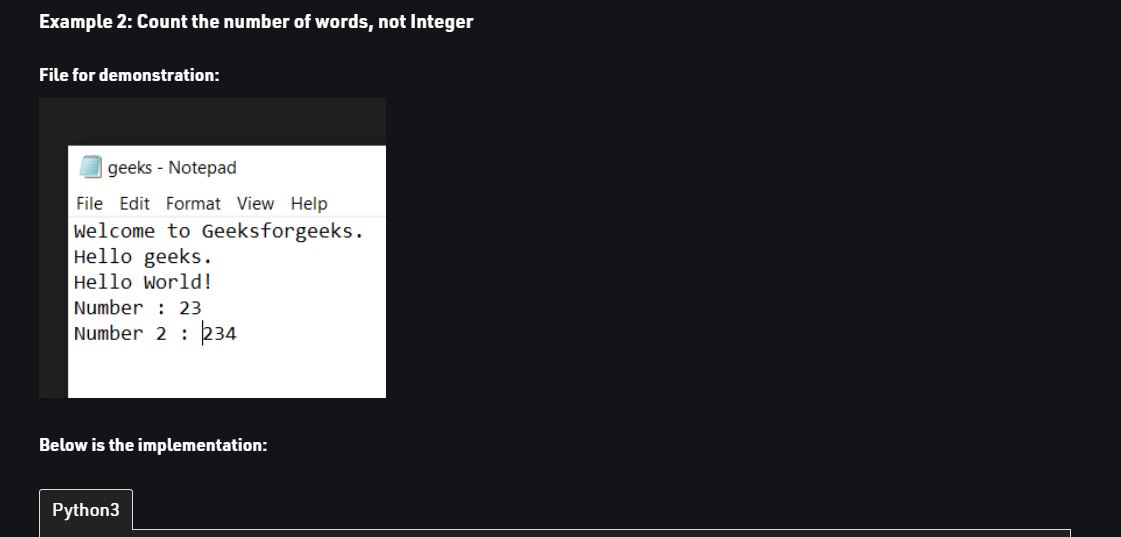 Example 2: Count the number of words, not Integer
File for demonstration:
geeks - Notepad
File Edit Format View Help
Welcome to Geeksforgeeks.
Hello geeks.
Hello World!
Number : 23
Number 2 : 234
Below is the implementation:
Python3